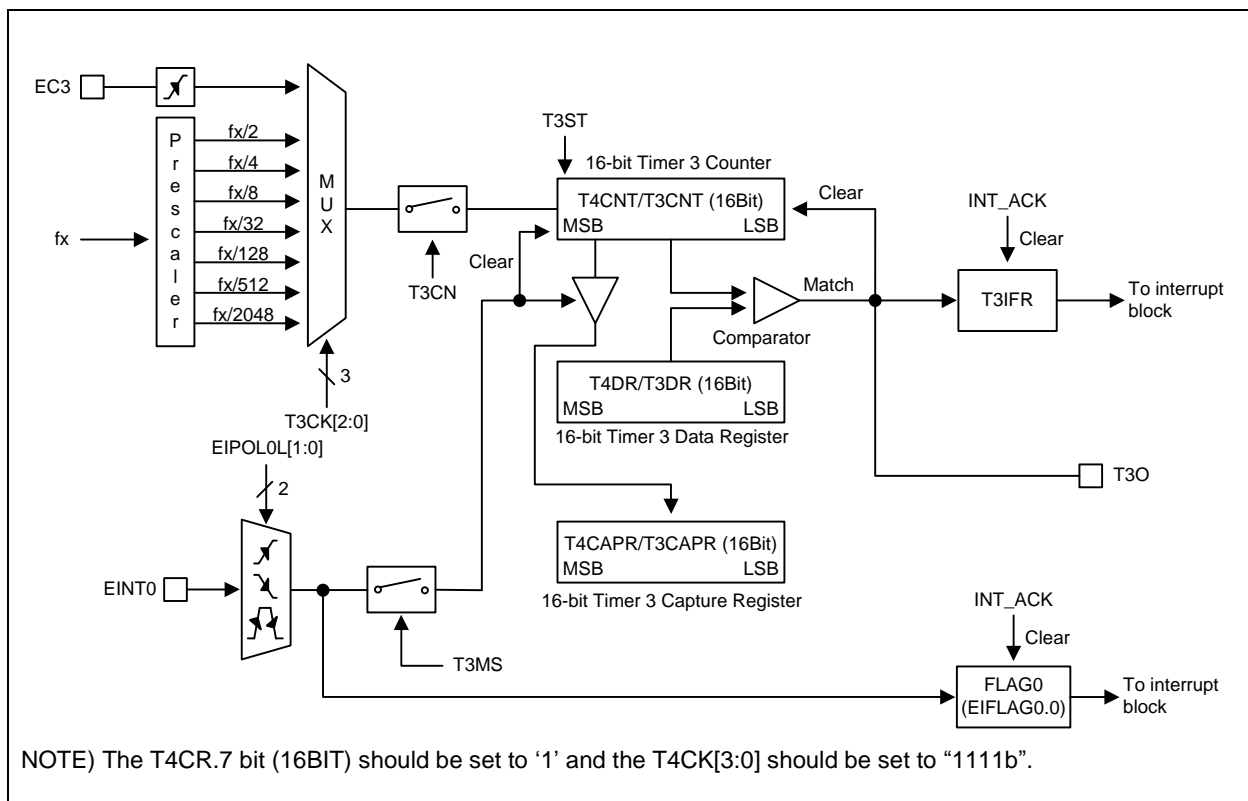 EC3
Prescaler
fx
fx/2
fx/4
fx/8
fx/32
fx/128
fx/512
fx/2048
MUX
3
T3CK[2:0]
T3CN
T3ST
16-bit Timer 3 Counter
T4CNT/T3CNT (16Bit)
MSB LSB
Clear
Clear
Match
Comparator
INT_ACK
Clear
T3IFR
To interrupt
block
T4DR/T3DR (16Bit)
MSB LSB
16-bit Timer 3 Data Register
T3O
EIPOL0L[1:0]
2
EINT0
T3MS
T4CAPR/T3CAPR (16Bit)
MSB LSB
16-bit Timer 3 Capture Register
INT_ACK
Clear
FLAG0
(EIFLAG0.0)
To interrupt
block
NOTE) The T4CR.7 bit (16BIT) should be set to ‘1’ and the T4CK[3:0] should be set to “1111b”.